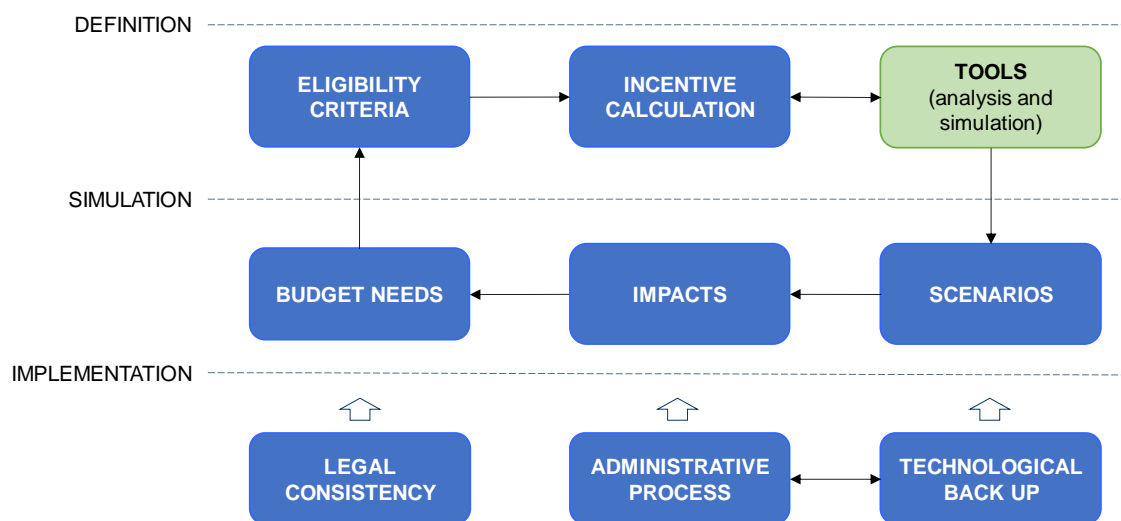 DEFINITION
ELIGIBILITY
CRITERIA
INCENTIVE
CALCULATION
TOOLS
(analysis and
simulation)
SIMULATION
BUDGET NEEDS
IMPACTS
SCENARIOS
IMPLEMENTATION
LEGAL
CONSISTENCY
ADMINISTRATIVE
PROCESS
TECHNOLOGICAL
BACK UP